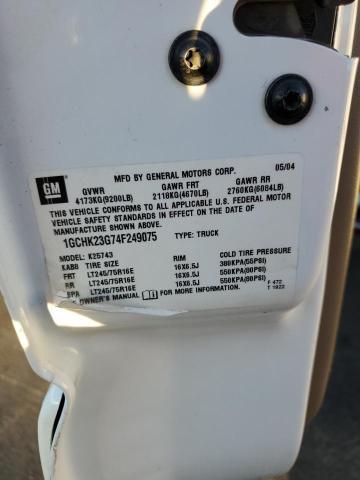 GM
MFD BY GENERAL MOTORS CORP. 05/04
GVWR GAWR FRT GAWR RR
4173KG(9200LB) 2118KG(4670LB) 2760KG(6084LB)
THIS VEHICLE CONFORMS TO ALL APPLICABLE U.S. FEDERAL MOTOR
VEHICLE SAFETY STANDARDS IN EFFECT ON THE DATE OF
MANUFACTURE SHOWN ABOVE.
1GCHK23G74F249075 TYPE: TRUCK
MODEL: K25743
KABB TIRE SIZE RIM COLD TIRE PRESSURE
FRT LT245/75R16E 16X6.5J 380KPA(55PSI)
RR LT245/75R16E 16X6.5J 550KPA(80PSI)
SPA LT245/75R16E 16X6.5J 550KPA(80PSI)
OWNER'S MANUAL FOR MORE INFORMATION
F 472
T 1922